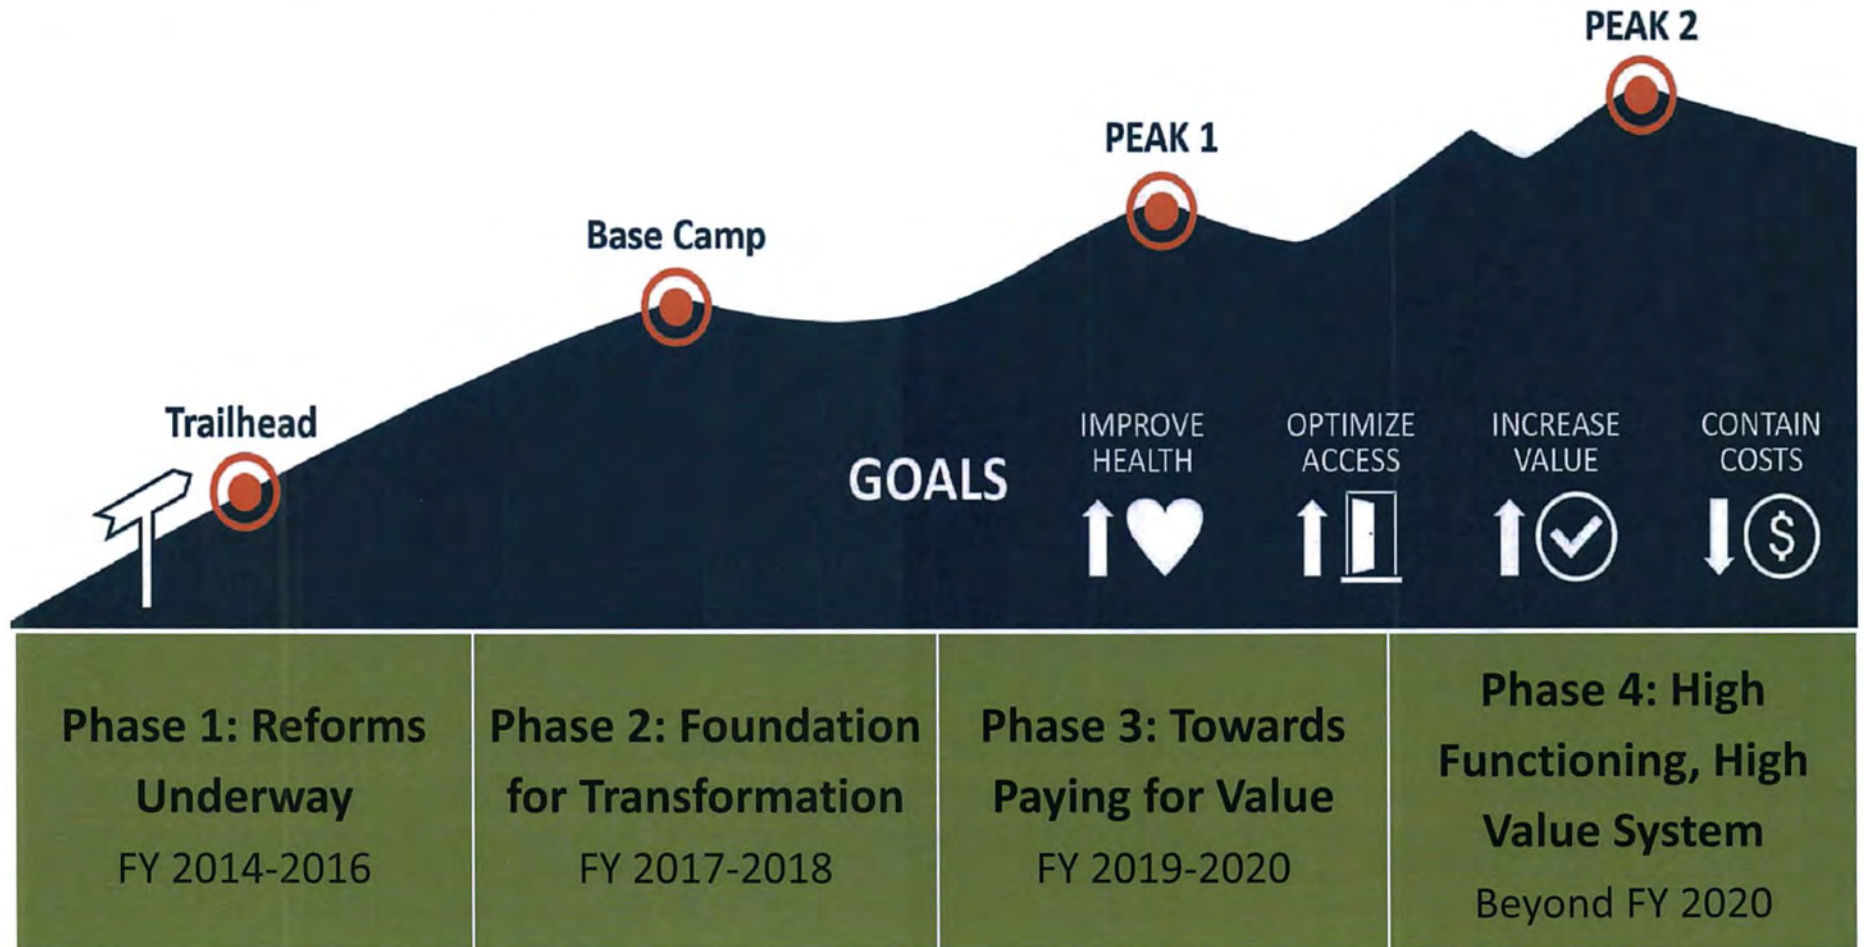 PEAK 2
PEAK 1
Base Camp
Trailhead
GOALS
IMPROVE
HEALTH
OPTIMIZE
ACCESS
INCREASE
VALUE
CONTAIN
COSTS
$
Phase 1: Reforms
Underway
FY 2014-2016
Phase 2: Foundation
for Transformation
FY 2017-2018
Phase 3: Towards
Paying for Value
FY 2019-2020
Phase 4: High
Functioning, High
Value System
Beyond FY 2020